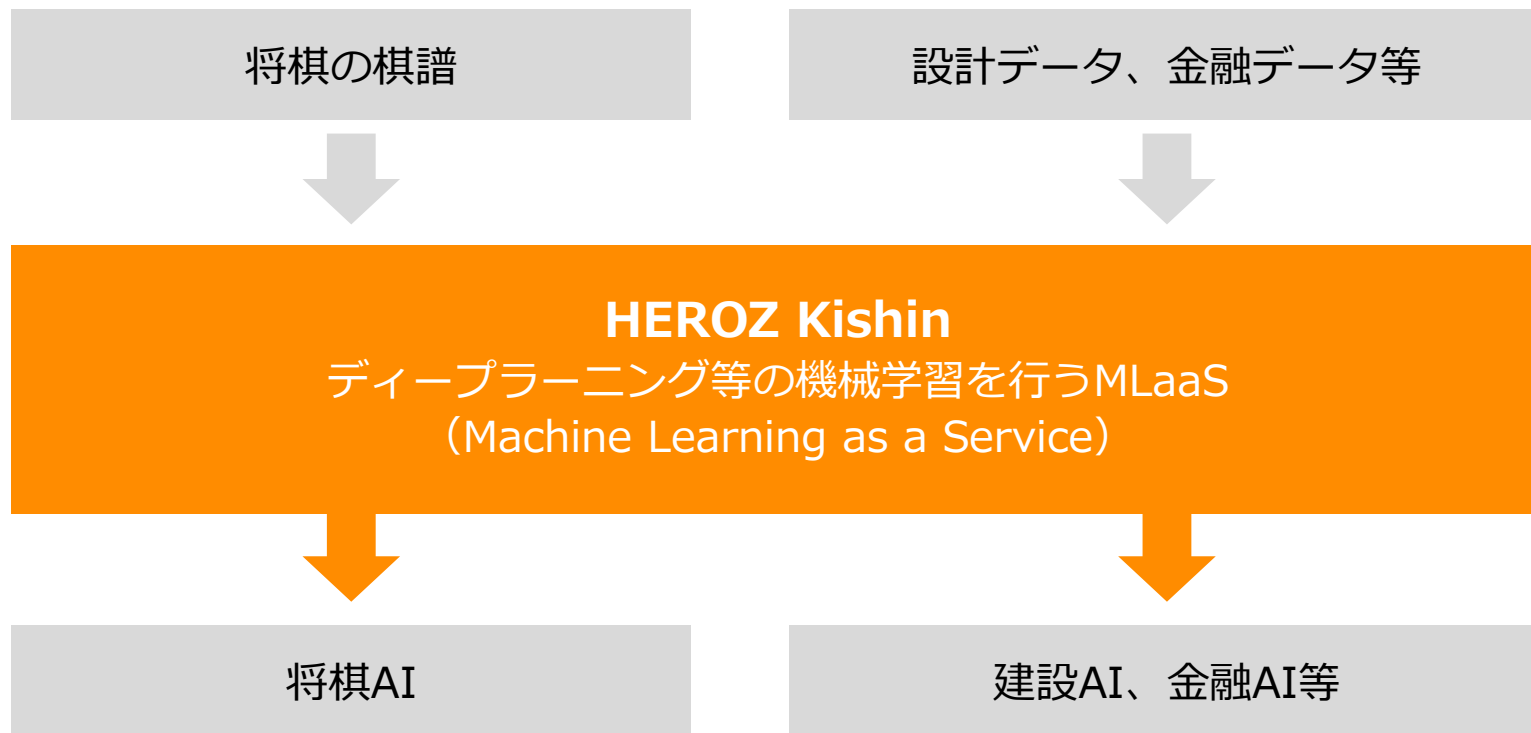 将棋の棋譜
設計データ、金融データ等
HEROZ Kishin
ディープラーニング等の機械学習を行うMLaaS
（Machine Learning as a Service）
将棋AI
建設AI、金融AI等